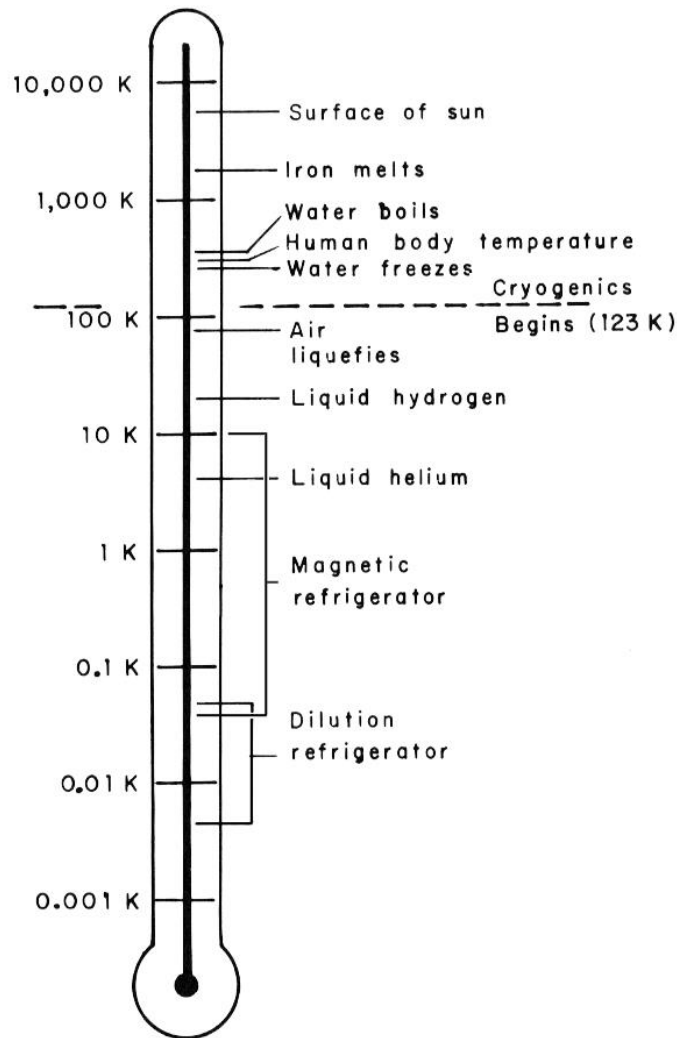 10,000 K
Surface of sun
Iron melts
1,000 K
Water boils
Human body temperature
Water freezes
Cryogenics
Begins (123 K)
100 K
Air
liquefies
Liquid hydrogen
10 K
Liquid helium
1 K
Magnetic
refrigerator
0.1 K
Dilution
refrigerator
0.01 K
0.001 K